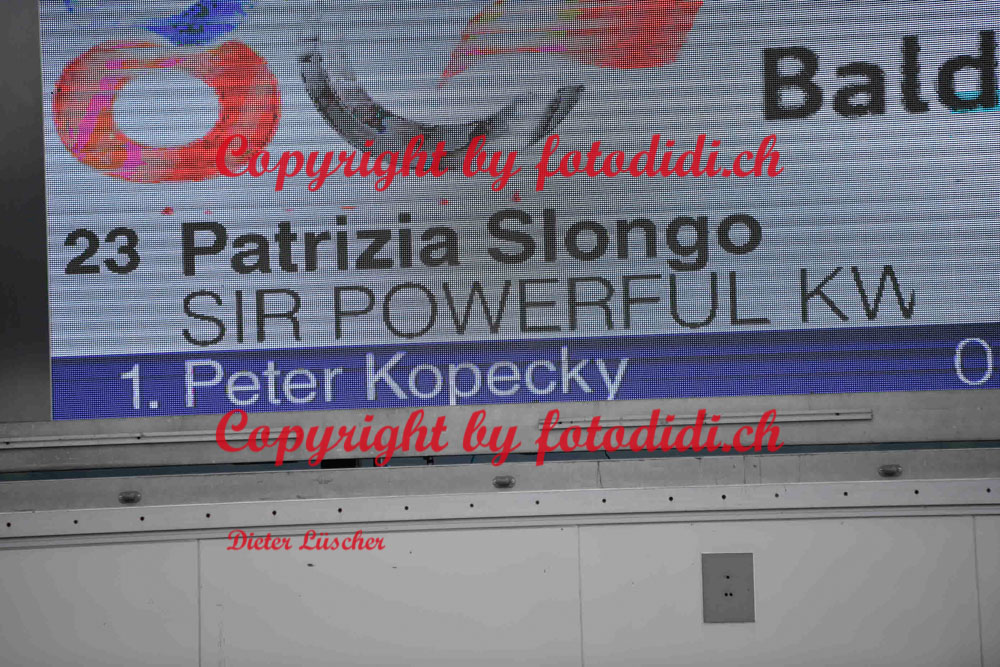 Bald
Copyright by fotodidi.ch
23 Patrizia Slongo
SIR POWERFUL KW
1. Peter Kopecky O
Copyright by fotodidi.ch
Dieter Lüscher